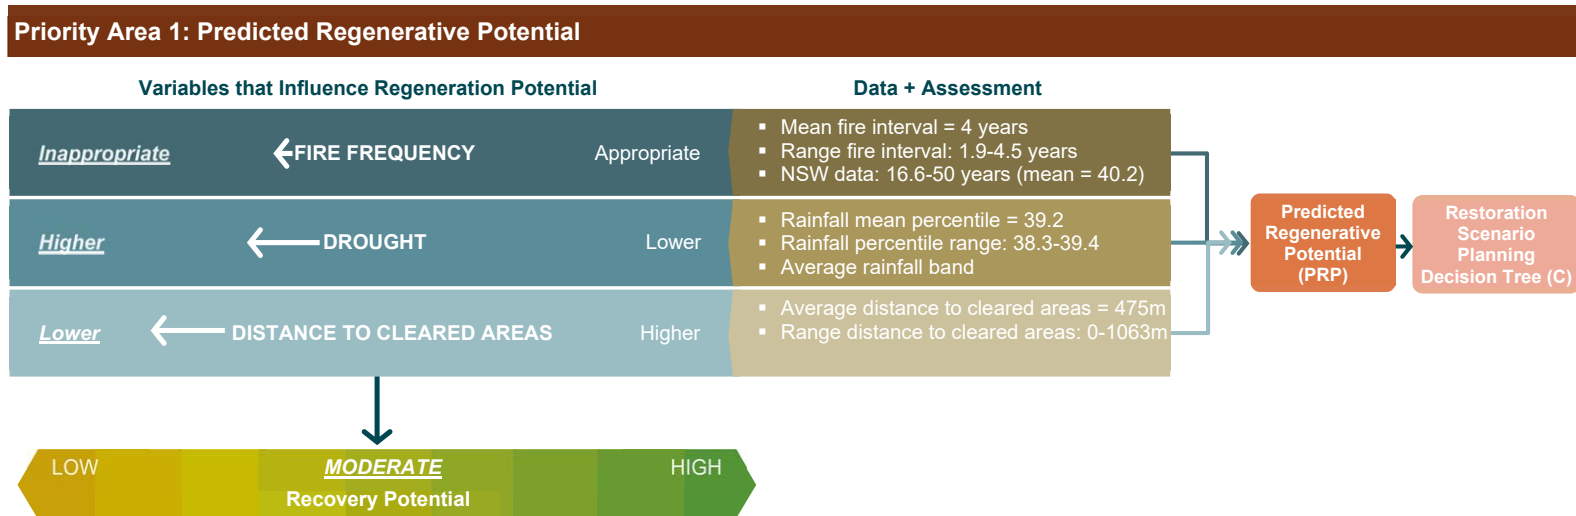 Priority Area 1: Predicted Regenerative Potential
Variables that Influence Regeneration Potential
Data + Assessment
Inappropriate
FIRE FREQUENCY
Appropriate
▪ Mean fire interval = 4 years
▪ Range fire interval: 1.9-4.5 years
▪ NSW data: 16.6-50 years (mean = 40.2)
Higher
DROUGHT
Lower
▪ Rainfall mean percentile = 39.2
▪ Rainfall percentile range: 38.3-39.4
▪ Average rainfall band
Lower
DISTANCE TO CLEARED AREAS
Higher
▪ Average distance to cleared areas = 475m
▪ Range distance to cleared areas: 0-1063m
Predicted
Regenerative
Potential
(PRP)
Restoration
Scenario
Planning
Decision Tree (C)
LOW
MODERATE
HIGH
Recovery Potential